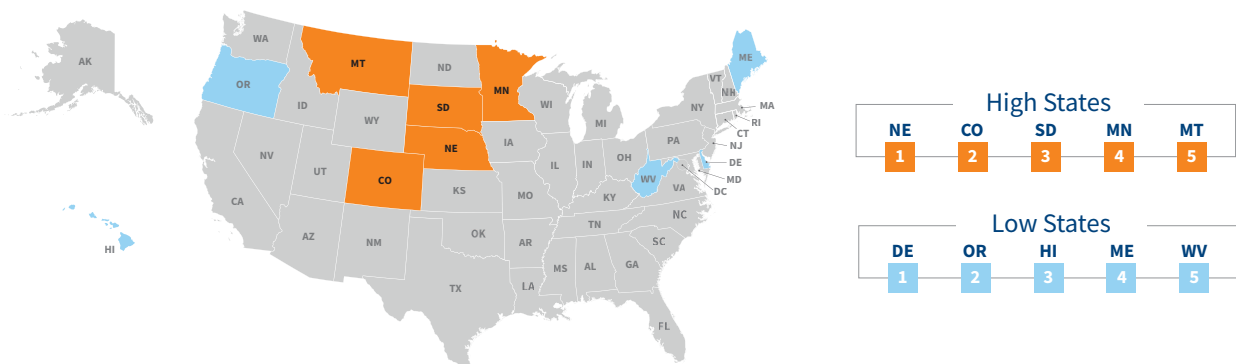 AK
WA
OR
MT
ID
ND
MN
SD
WY
NE
WI
MI
IA
NV
UT
CO
CA
AZ
NM
KS
OK
TX
MO
AR
LA
IL
IN
OH
KY
TN
MS
AL
GA
FL
SC
NC
VA
WV
PA
NY
VT
NH
ME
MA
RI
CT
NJ
DE
MD
DC
HI
High States
NE CO SD MN MT
1 2 3 4 5
Low States
DE OR HI ME WV
1 2 3 4 5